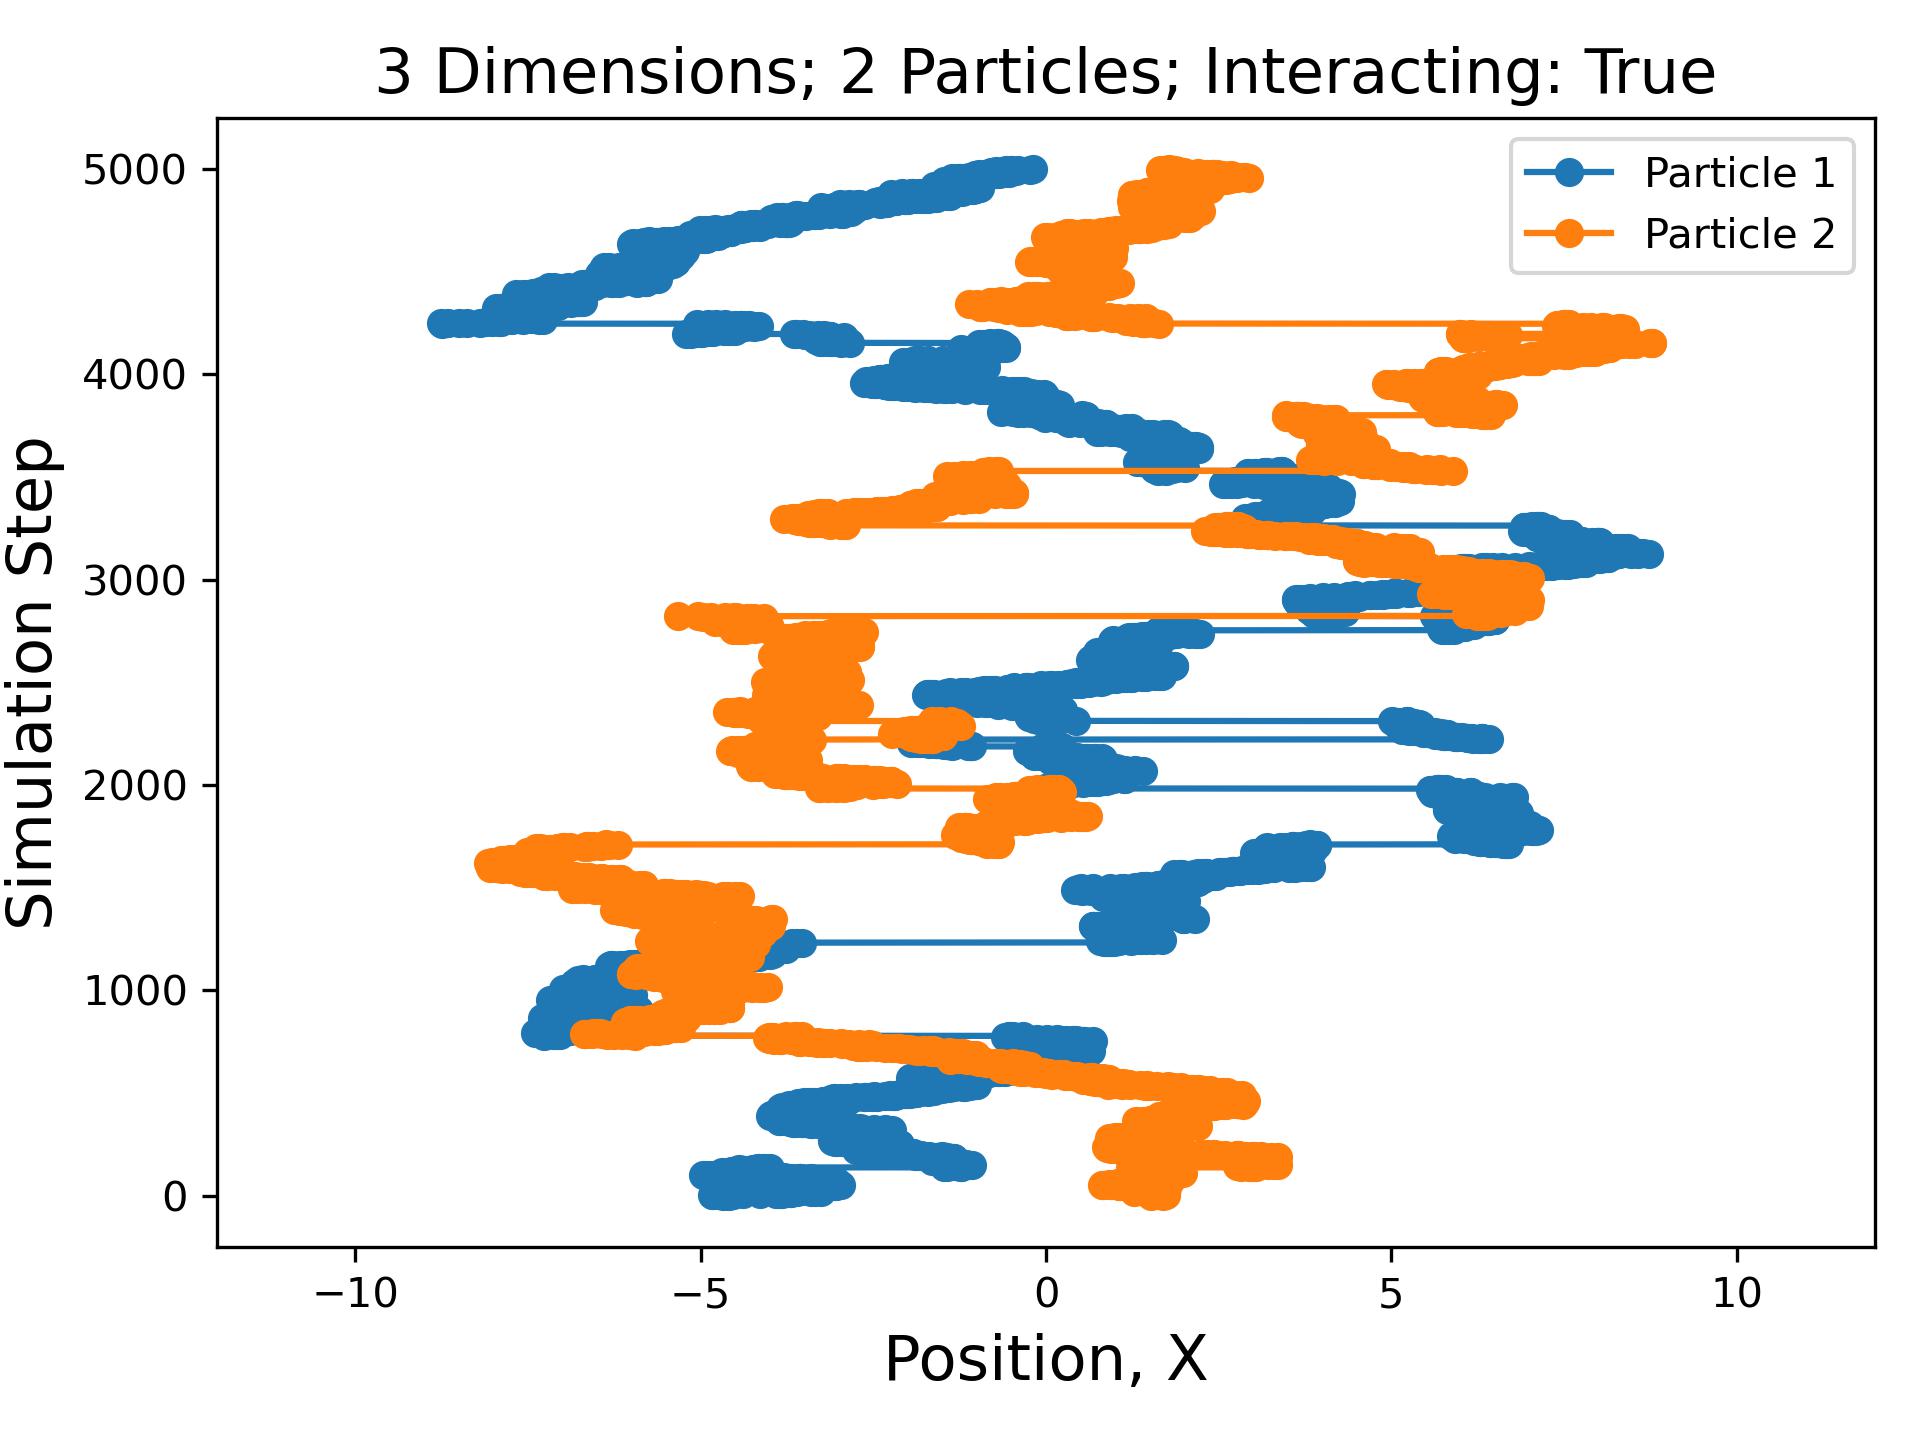 3 Dimensions; 2 Particles; Interacting: True
Particle 1
Particle 2
Simulation Step
5000
4000
3000
2000
1000
0
−10
−5
0
5
10
Position, X